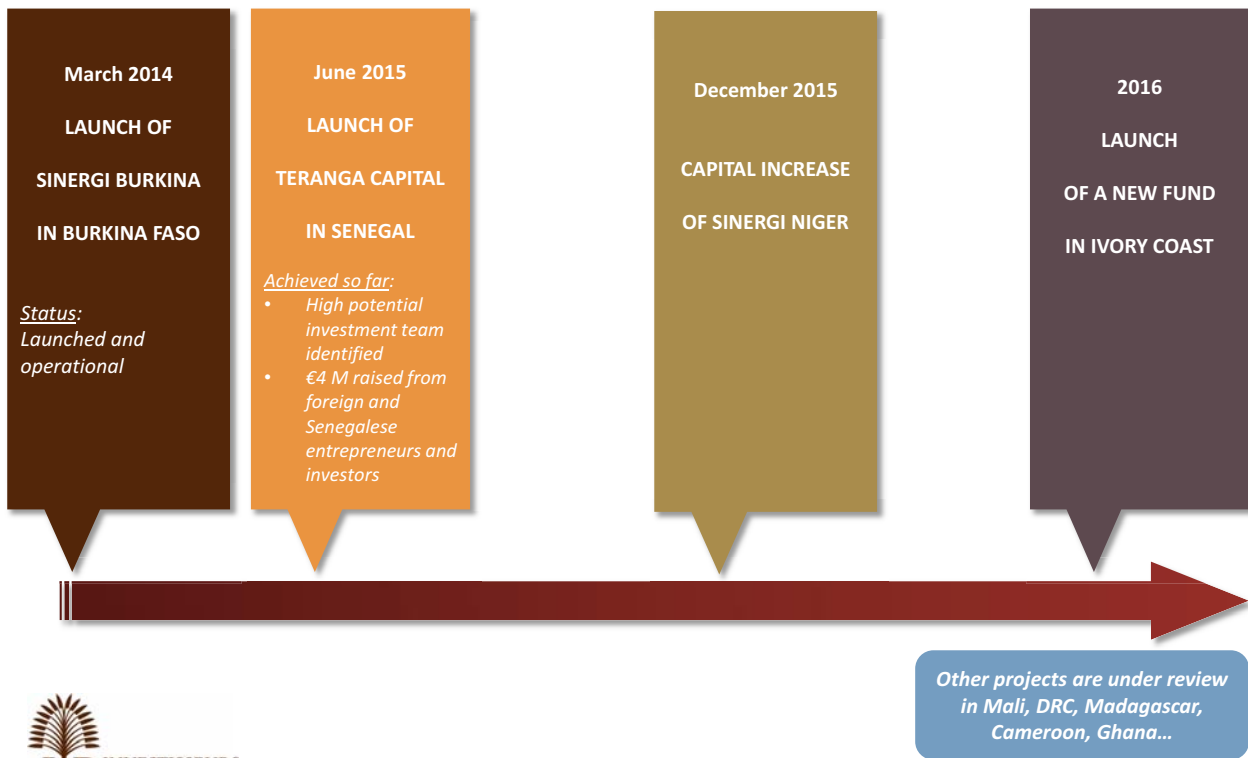 March 2014
LAUNCH OF
SINERGI BURKINA
IN BURKINA FASO
Status:
Launched and
operational
June 2015
LAUNCH OF
TERANGA CAPITAL
IN SENEGAL
Achieved so far:
• High potential
investment team
identified
• €4 M raised from
foreign and
Senegalese
entrepreneurs and
investors
December 2015
CAPITAL INCREASE
OF SINERGI NIGER
2016
LAUNCH
OF A NEW FUND
IN IVORY COAST
Other projects are under review
in Mali, DRC, Madagascar,
Cameroon, Ghana…